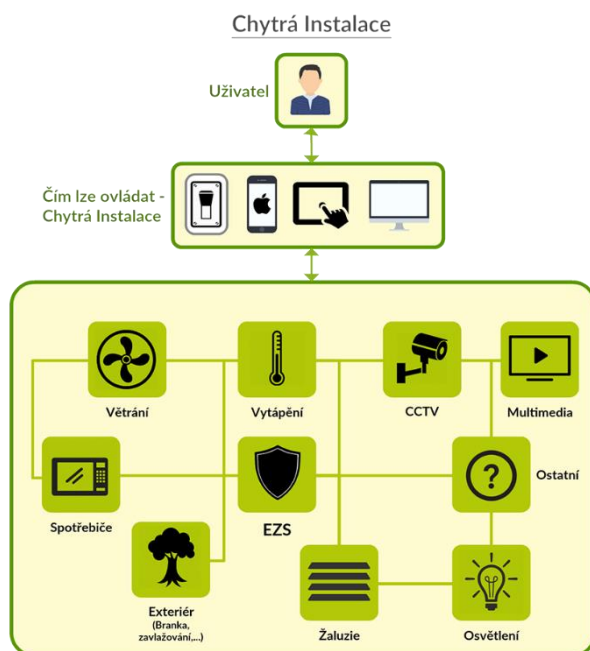 Chytrá Instalace
Uživatel
Čím lze ovládat -
Chytrá Instalace
Větrání
Vytápění
CCTV
Multimedia
Spotřebiče
EZS
Ostatní
Exteriér
(Branka,
zavlažování,...)
Žaluzie
Osvětlení